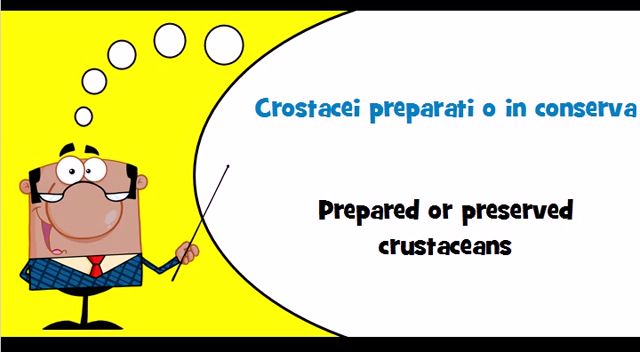 Crostacei preparati o in conserva
Prepared or preserved
crustaceans